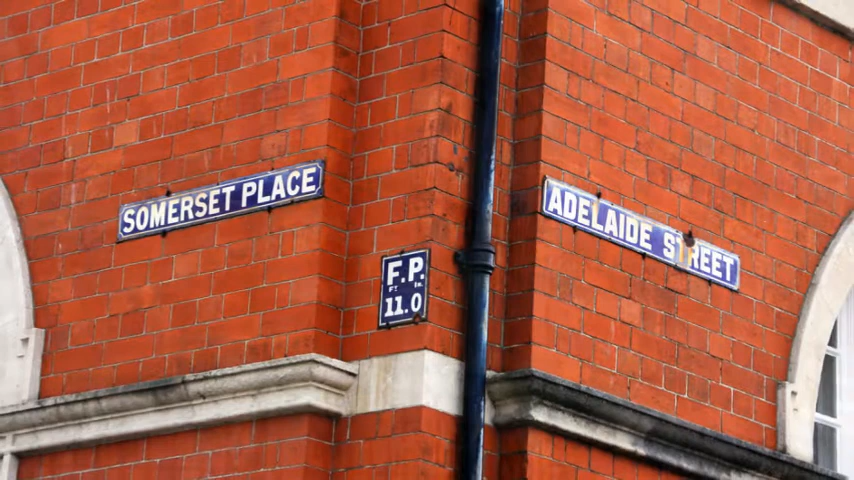 SOMERSET PLACE
F.P.
FT IN.
11.0
ADELAIDE STREET